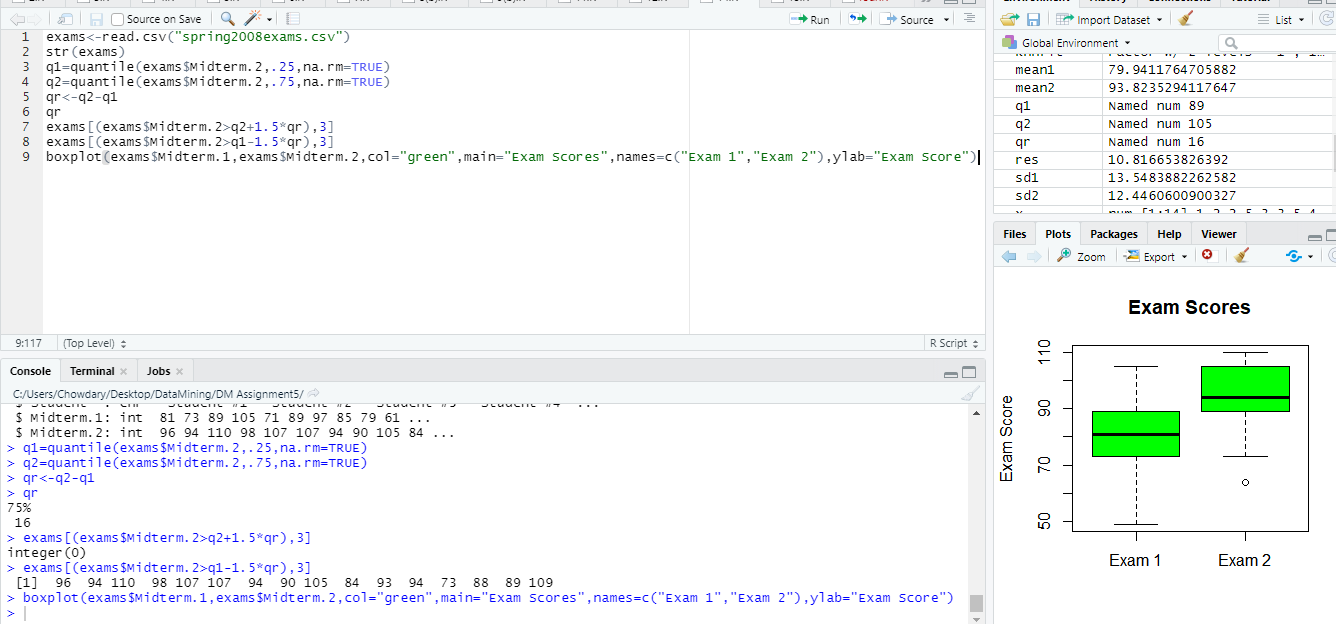 Source on Save
Run
Source
1 exams<-read.csv("spring2008exams.csv")
2 str(exams)
3 q1=quantile(exams$Midterm.2,.25,na.rm=TRUE)
4 q2=quantile(exams$Midterm.2,.75,na.rm=TRUE)
5 qr<-q2-q1
6 qr
7 exams[(exams$Midterm.2>q2+1.5*qr),3]
8 exams[(exams$Midterm.2>q1-1.5*qr),3]
9 boxplot(exams$Midterm.1,exams$Midterm.2,col="green",main="Exam Scores",names=c("Exam 1","Exam 2"),ylab="Exam Score")
9:117 (Top Level) R Script
Console Terminal Jobs
C:/Users/Chowdary/Desktop/DataMining/DM Assignment5/
$ Midterm.1: int 81 73 89 105 71 89 97 85 79 61 ...
$ Midterm.2: int 96 94 110 98 107 107 94 90 105 84 ...
> q1=quantile(exams$Midterm.2,.25,na.rm=TRUE)
> q2=quantile(exams$Midterm.2,.75,na.rm=TRUE)
> qr<-q2-q1
> qr
75%
16
> exams[(exams$Midterm.2>q2+1.5*qr),3]
integer(0)
> exams[(exams$Midterm.2>q1-1.5*qr),3]
[1] 96 94 110 98 107 107 94 90 105 84 93 94 73 88 89 109
> boxplot(exams$Midterm.1,exams$Midterm.2,col="green",main="Exam Scores",names=c("Exam 1","Exam 2"),ylab="Exam Score")
>
Import Dataset List
Global Environment
mean1 79.9411764705882
mean2 93.8235294117647
q1 Named num 89
q2 Named num 105
qr Named num 16
res 10.816653826392
sd1 13.5483882262582
sd2 12.4460600900327
Files Plots Packages Help Viewer
Zoom Export
Exam Scores
Exam Score
110
90
70
50
Exam 1 Exam 2